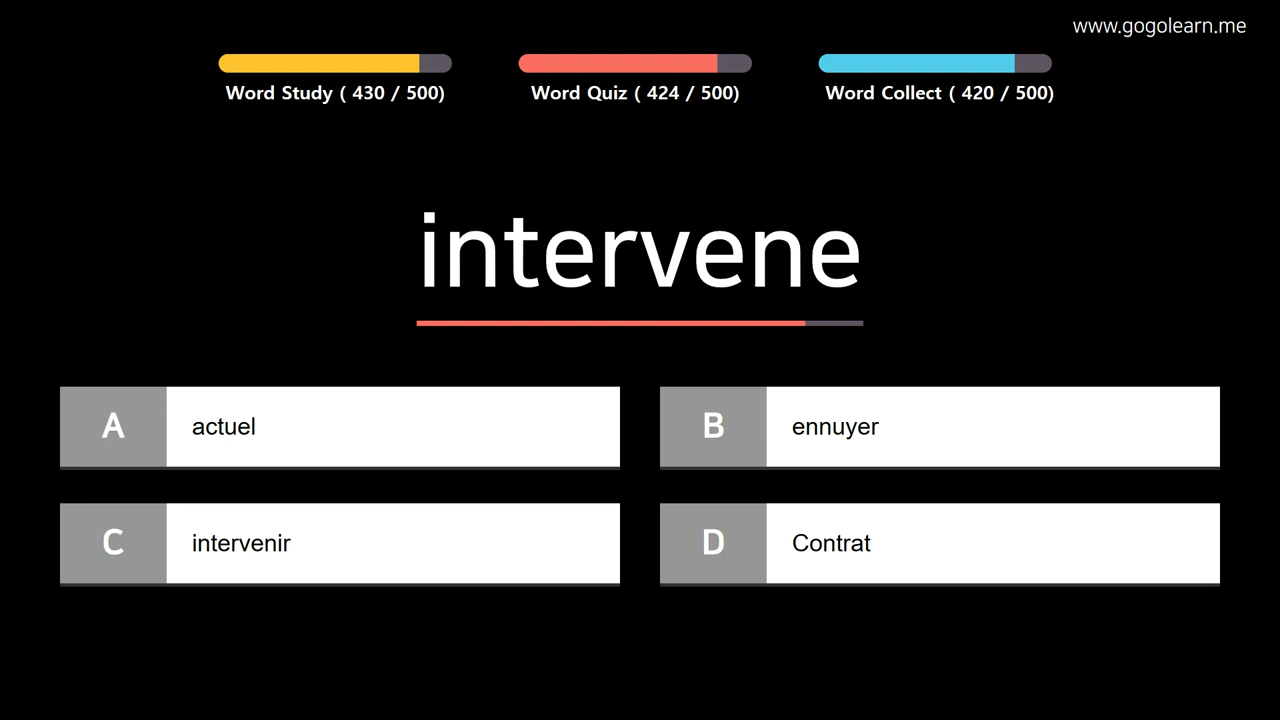 www.gogolearn.me
Word Study ( 430 / 500)
Word Quiz ( 424 / 500)
Word Collect ( 420 / 500)
intervene
A actuel
B ennuyer
C intervenir
D Contrat